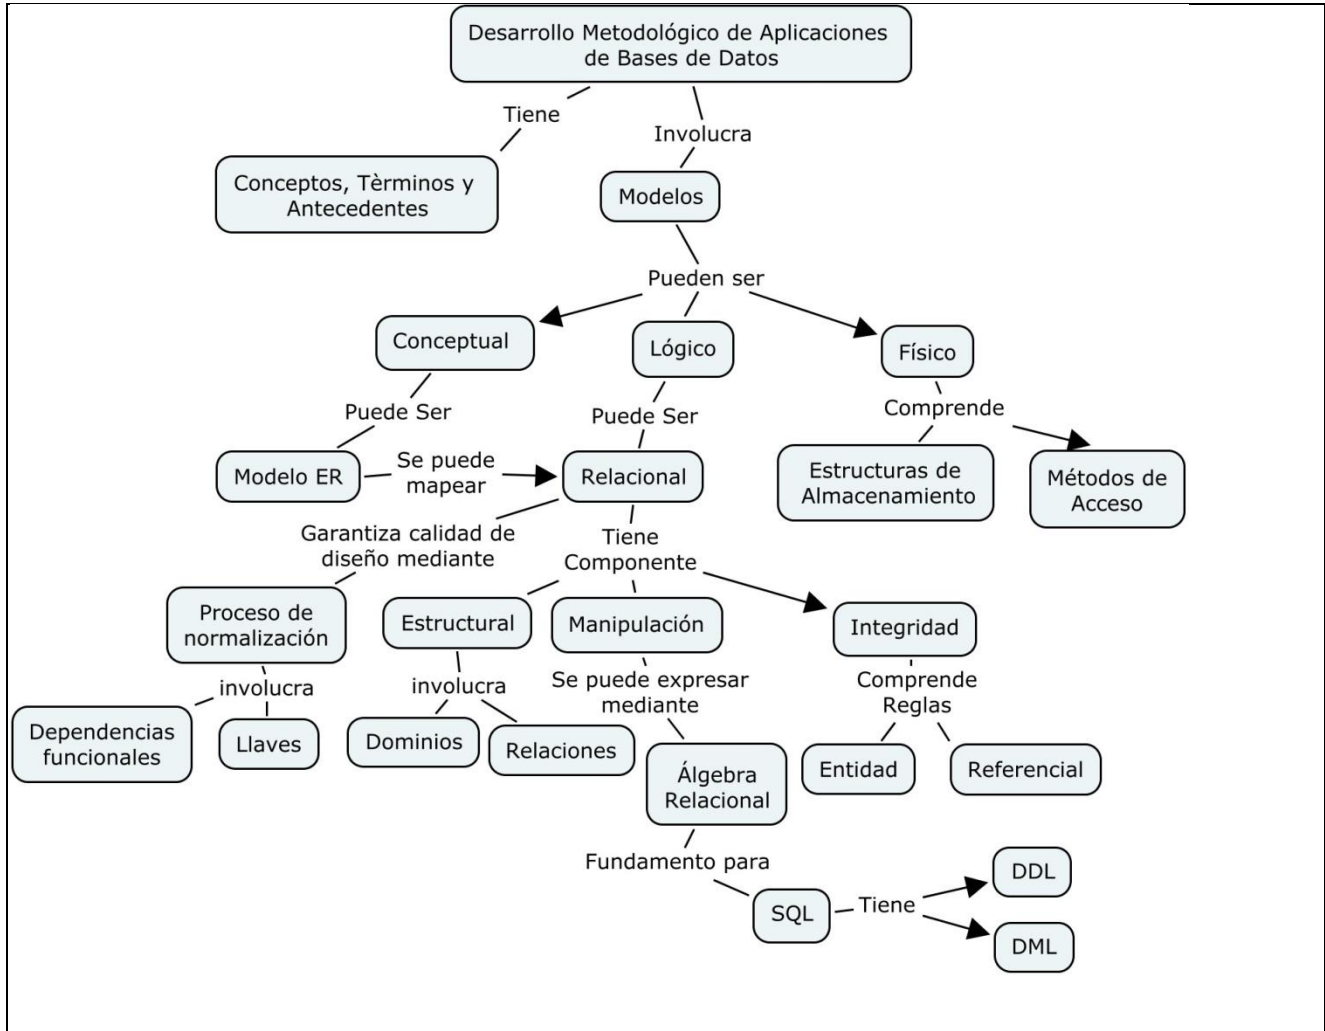 Desarrollo Metodológico de Aplicaciones
de Bases de Datos
Tiene
Involucra
Conceptos, Tèrminos y
Antecedentes
Modelos
Pueden ser
Conceptual
Lógico
Físico
Puede Ser
Puede Ser
Comprende
Modelo ER
Se puede
mapear
Relacional
Estructuras de
Almacenamiento
Métodos de
Acceso
Garantiza calidad de
diseño mediante
Tiene
Componente
Proceso de
normalización
Estructural
Manipulación
Integridad
involucra
involucra
Se puede expresar
mediante
Comprende
Reglas
Dependencias
funcionales
Llaves
Dominios
Relaciones
Álgebra
Relacional
Entidad
Referencial
Fundamento para
SQL
Tiene
DDL
DML